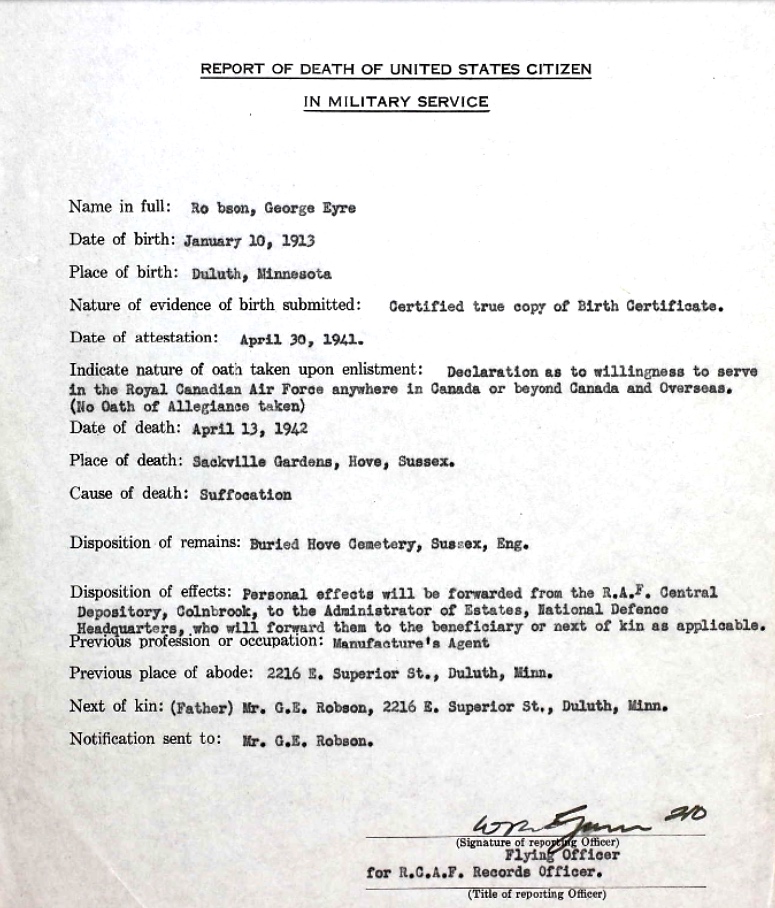 REPORT OF DEATH OF UNITED STATES CITIZEN
IN MILITARY SERVICE
Name in full: Ro bson, George Eyre
Date of birth: January 10, 1913
Place of birth: Duluth, Minnesota
Nature of evidence of birth submitted: Certified true copy of Birth Certificate.
Date of attestation: April 30, 1941.
Indicate nature of oath taken upon enlistment: Declaration as to willingness to serve
in the Royal Canadian Air Force anywhere in Canada or beyond Canada and Overseas.
(No Oath of Allegiance taken)
Date of death: April 13, 1942
Place of death: Sackville Gardens, Hove, Sussex.
Cause of death: Suffocation
Disposition of remains: Buried Hove Cemetery, Sussex, Eng.
Disposition of effects: Personal effects will be forwarded from the R.A.F. Central
Depository, Colnbrook, to the Administrator of Estates, National Defence
Headquarters, who will forward them to the beneficiary or next of kin as applicable.
Previous profession or occupation: Manufacture's Agent
Previous place of abode: 2216 E. Superior St., Duluth, Minn.
Next of kin: (Father) Mr. G.E. Robson, 2216 E. Superior St., Duluth, Minn.
Notification sent to: Mr. G.E. Robson.
(Signature of reporting Officer)
Flying Officer
for R.C.A.F. Records Officer.
(Title of reporting Officer)